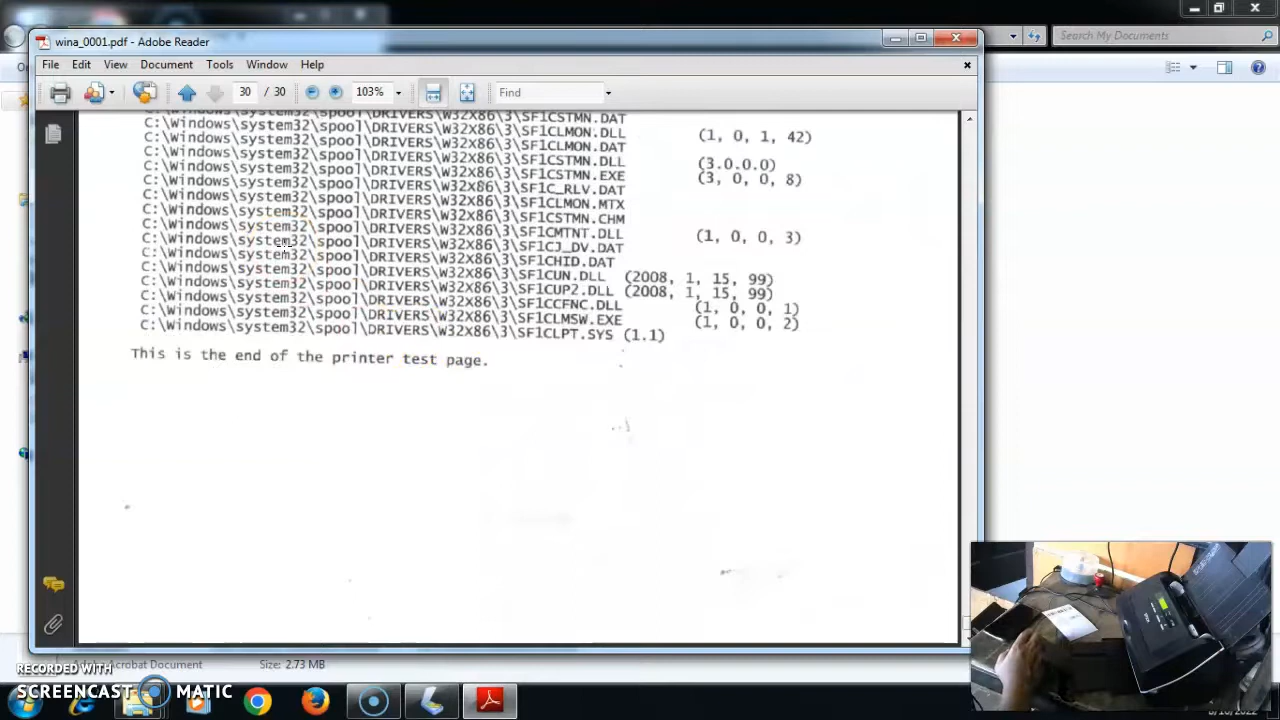 wina_0001.pdf - Adobe Reader
Search My Documents
File Edit View Document Tools Window Help
30 / 30 103% Find
C:\Windows\system32\spool\DRIVERS\W32X86\3\SF1CSTMN.DAT
C:\Windows\system32\spool\DRIVERS\W32X86\3\SF1CLMON.DLL (1, 0, 1, 42)
C:\Windows\system32\spool\DRIVERS\W32X86\3\SF1CLMON.DAT
C:\Windows\system32\spool\DRIVERS\W32X86\3\SF1CSTMN.DLL (3.0.0.0)
C:\Windows\system32\spool\DRIVERS\W32X86\3\SF1CSTMN.EXE (3, 0, 0, 8)
C:\Windows\system32\spool\DRIVERS\W32X86\3\SF1C_RLV.DAT
C:\Windows\system32\spool\DRIVERS\W32X86\3\SF1CLMON.MTX
C:\Windows\system32\spool\DRIVERS\W32X86\3\SF1CSTMN.CHM
C:\Windows\system32\spool\DRIVERS\W32X86\3\SF1CMTNT.DLL (1, 0, 0, 3)
C:\Windows\system32\spool\DRIVERS\W32X86\3\SF1CJ_DV.DAT
C:\Windows\system32\spool\DRIVERS\W32X86\3\SF1CHID.DAT
C:\Windows\system32\spool\DRIVERS\W32X86\3\SF1CUN.DLL (2008, 1, 15, 99)
C:\Windows\system32\spool\DRIVERS\W32X86\3\SF1CUP2.DLL (2008, 1, 15, 99)
C:\Windows\system32\spool\DRIVERS\W32X86\3\SF1CCFNC.DLL (1, 0, 0, 1)
C:\Windows\system32\spool\DRIVERS\W32X86\3\SF1CLMSW.EXE (1, 0, 0, 2)
C:\Windows\system32\spool\DRIVERS\W32X86\3\SF1CLPT.SYS (1.1)
This is the end of the printer test page.
Acrobat Document Size: 2.73 MB
RECORDED WITH
SCREENCAST MATIC